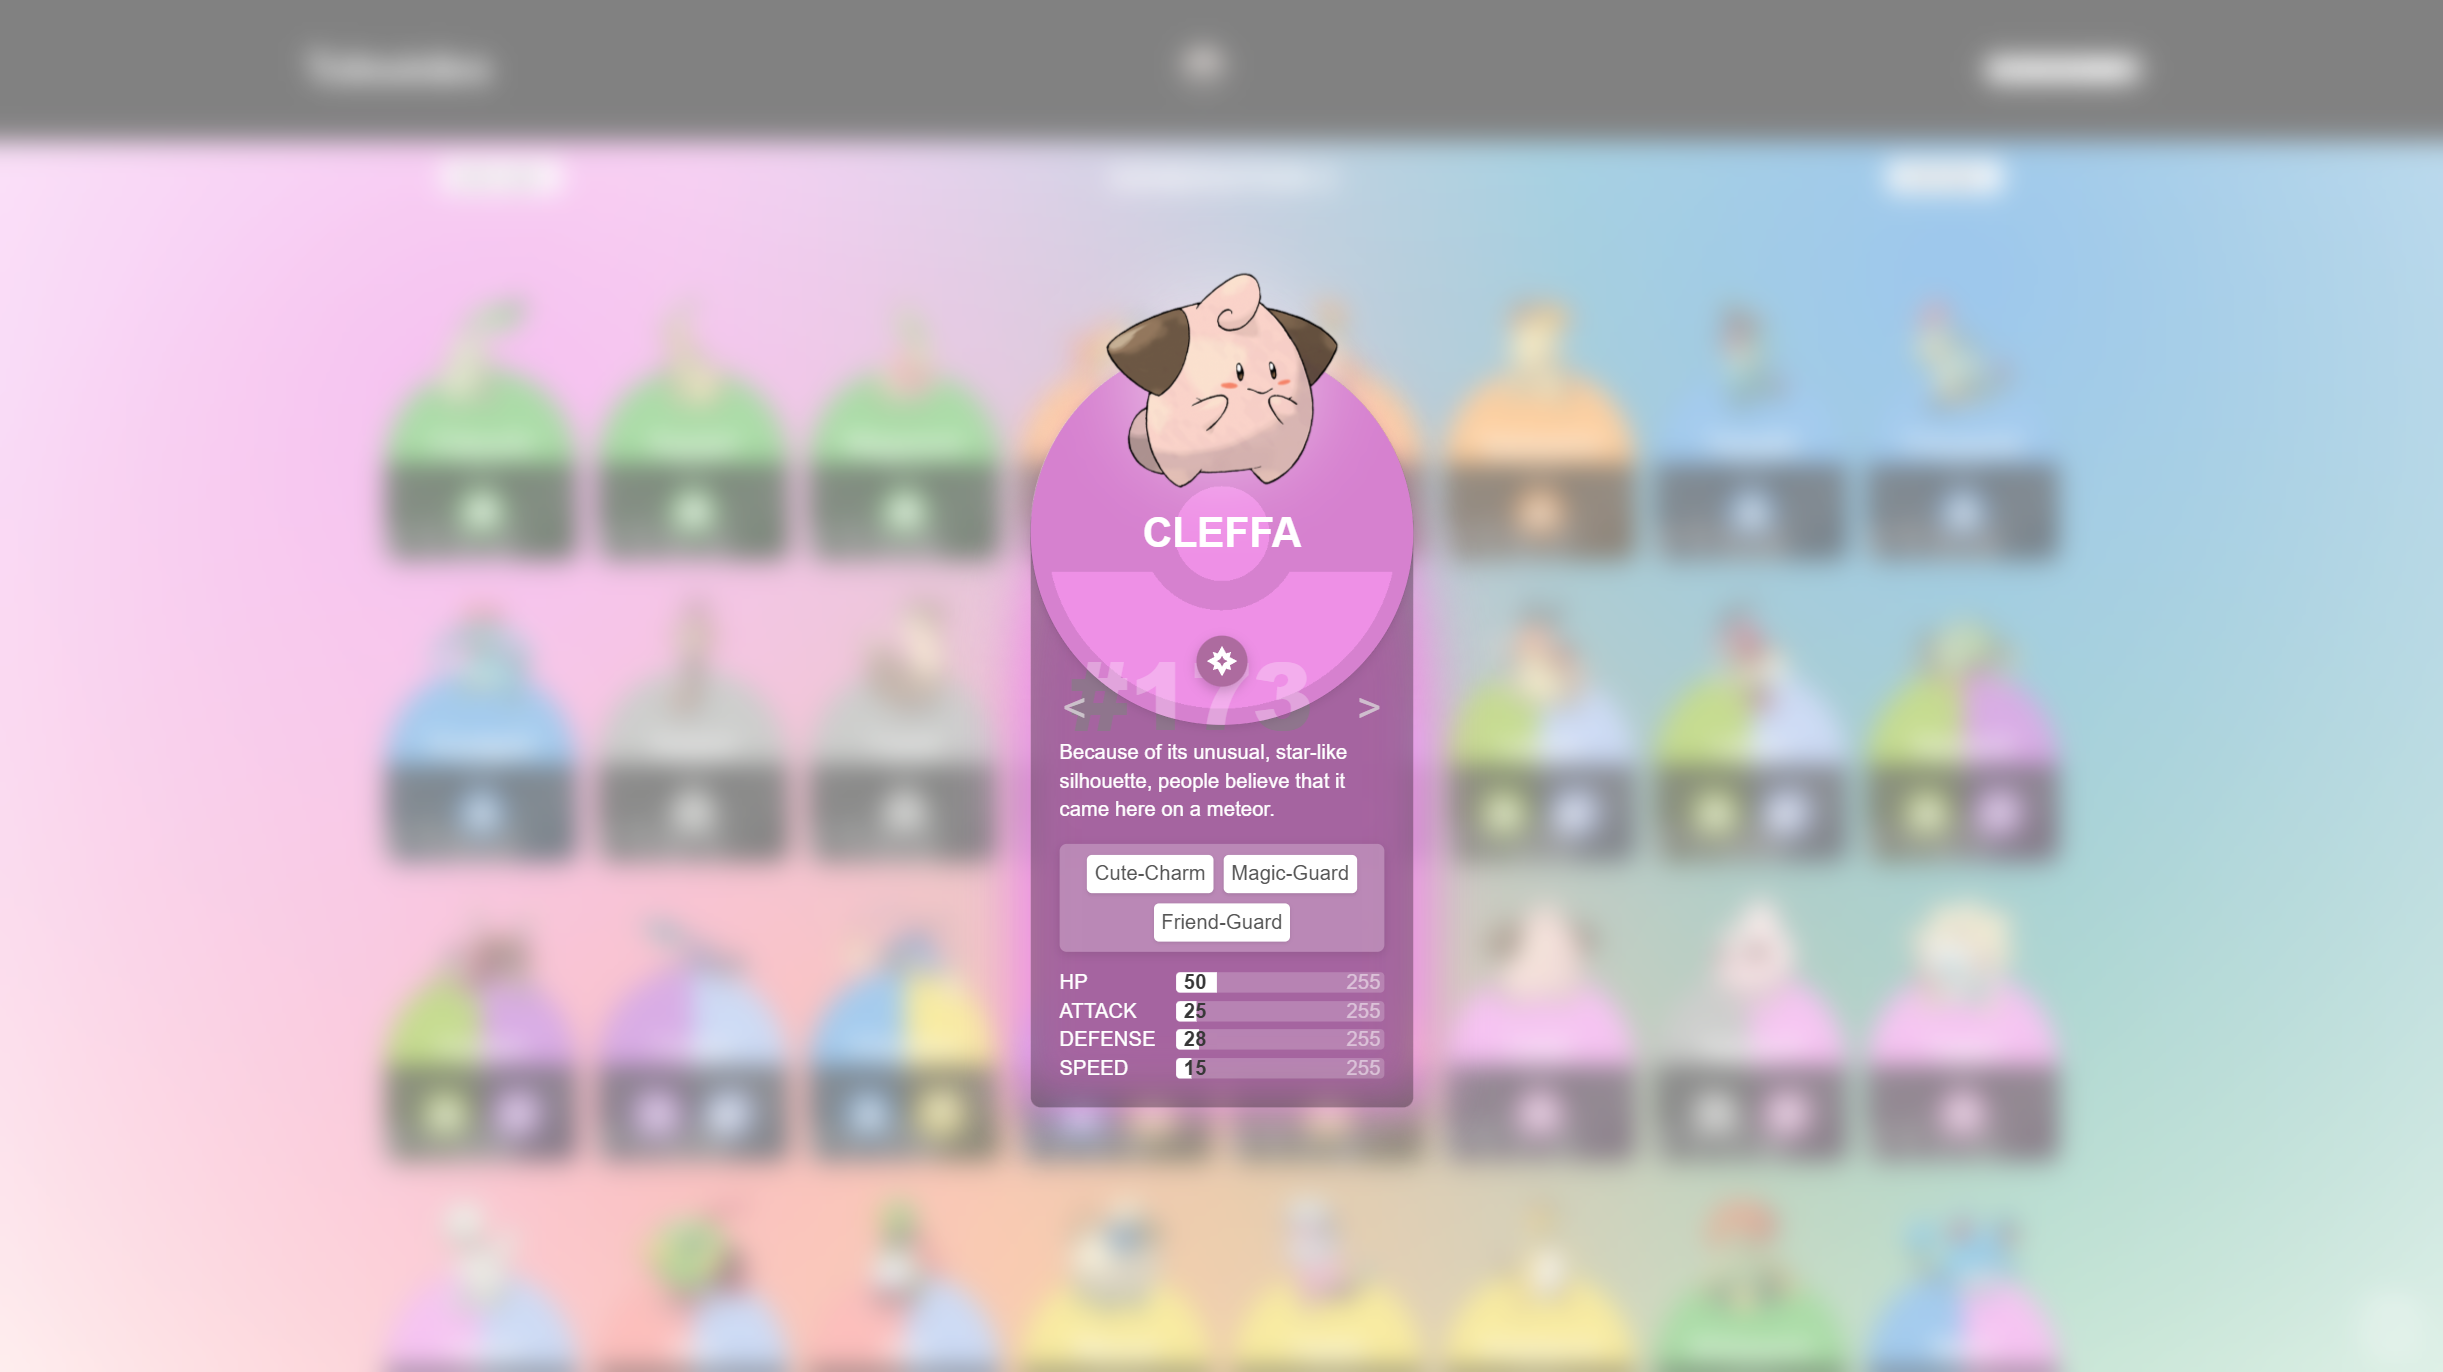 CLEFFA
#173
< >
Because of its unusual, star-like
silhouette, people believe that it
came here on a meteor.
Cute-Charm Magic-Guard
Friend-Guard
HP 50 255
ATTACK 25 255
DEFENSE 28 255
SPEED 15 255